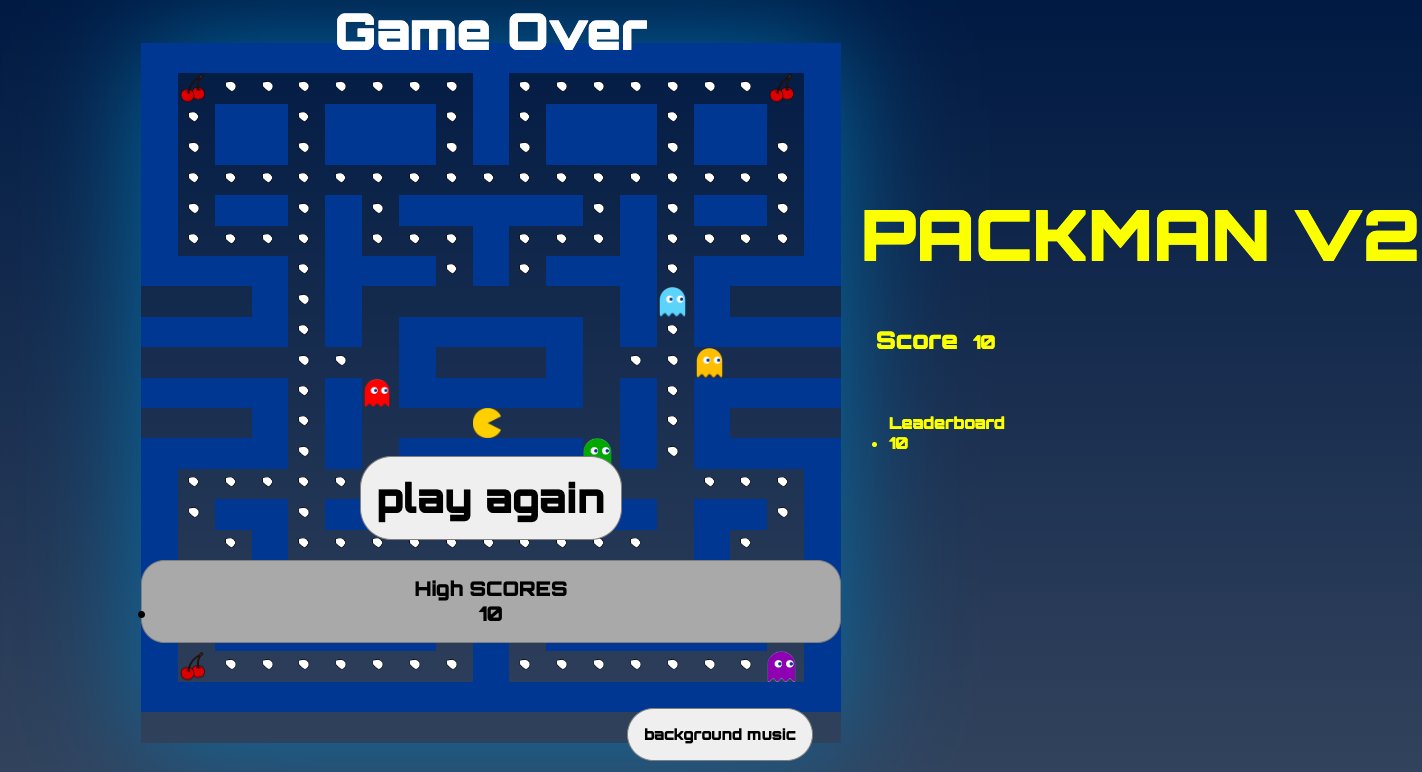 Game Over
PACKMAN V2
Score 10
Leaderboard
10
play again
High SCORES
10
background music